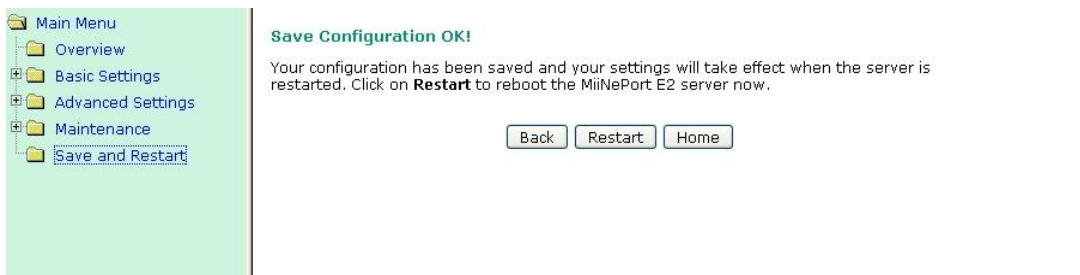 Main Menu
Overview
Basic Settings
Advanced Settings
Maintenance
Save and Restart
Save Configuration OK!
Your configuration has been saved and your settings will take effect when the server is
restarted. Click on Restart to reboot the MiiNePort E2 server now.
Back Restart Home